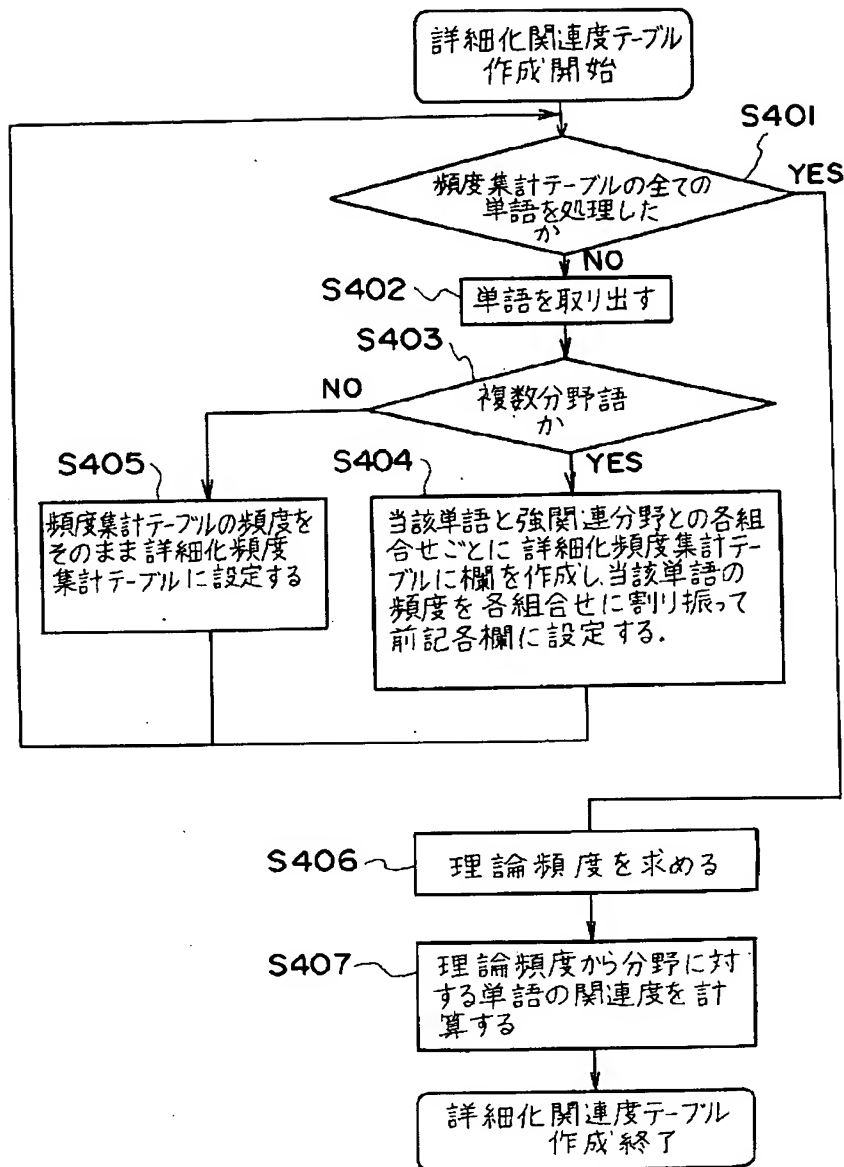 詳細化関連度テーブル
作成開始
S401
YES
頻度集計テーブルの全ての
単語を処理した
か
NO
S402
単語を取り出す
S403
NO
複数分野語
か
YES
S405
頻度集計テーブルの頻度を
そのまま詳細化頻度
集計テーブルに設定する
S404
当該単語と強関連分野との各組
合せごとに詳細化頻度集計テー
ブルに欄を作成し、当該単語の
頻度を各組合せに割り振って
前記各欄に設定する.
S406
理論頻度を求める
S407
理論頻度から分野に対
する単語の関連度を計
算する
詳細化関連度テーブル
作成終了